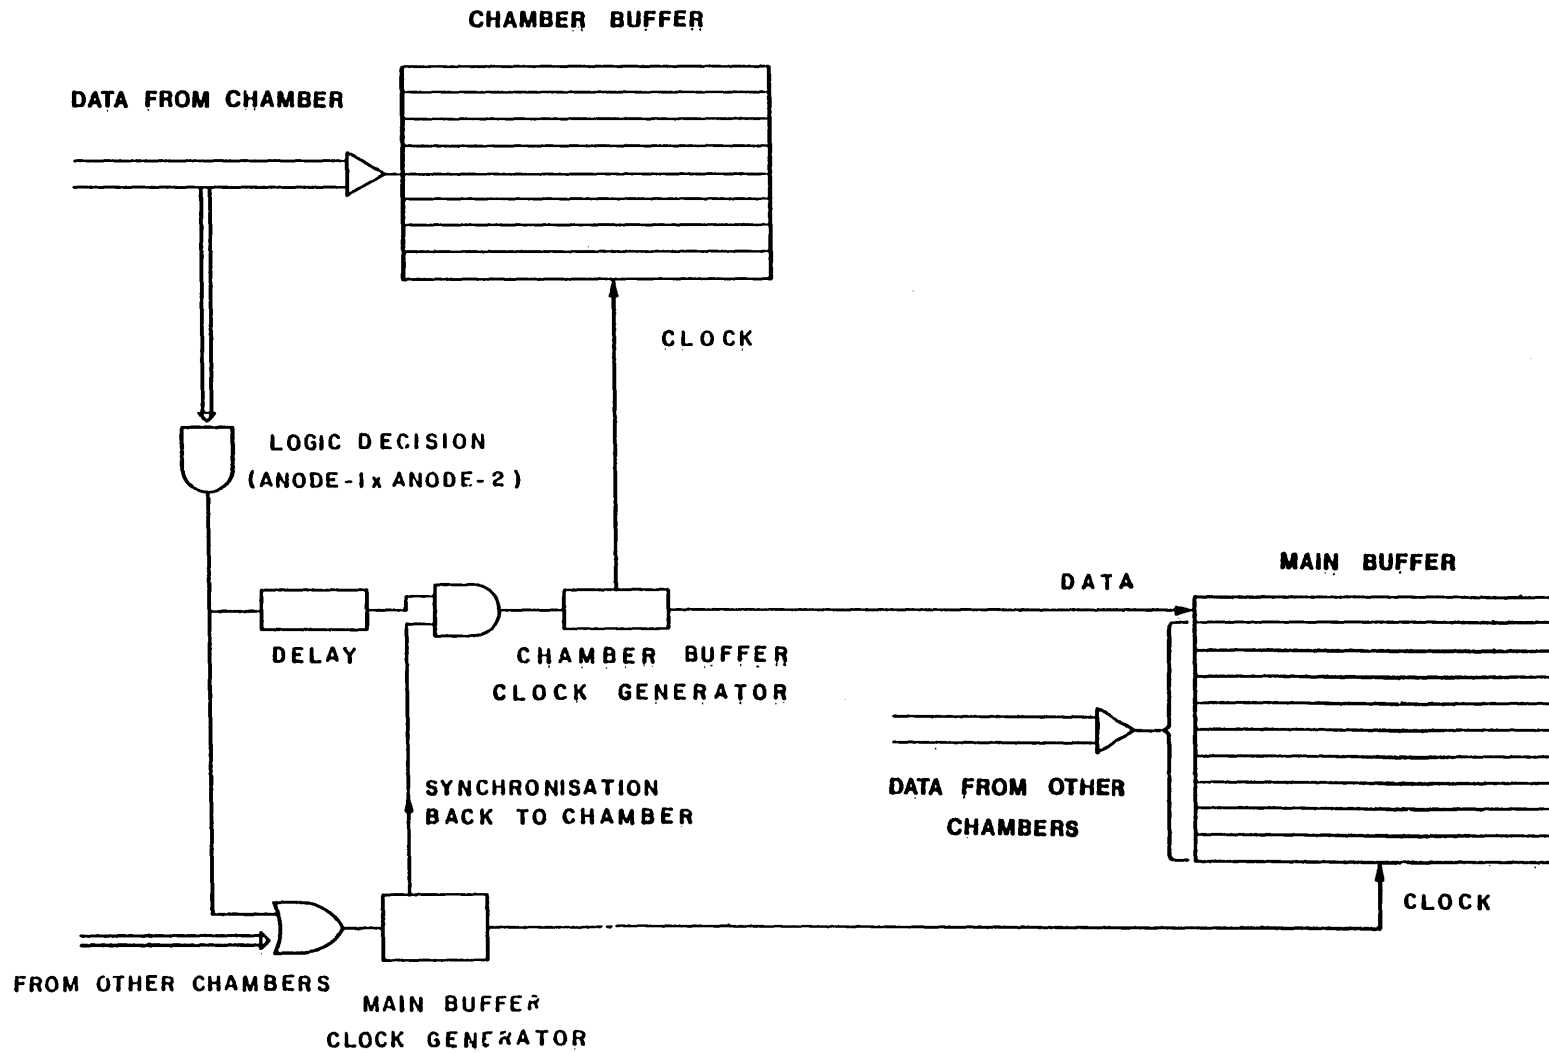 CHAMBER BUFFER
DATA FROM CHAMBER
CLOCK
LOGIC DECISION
(ANODE-1x ANODE-2)
MAIN BUFFER
DATA
DELAY
CHAMBER BUFFER
CLOCK GENERATOR
SYNCHRONISATION
BACK TO CHAMBER
DATA FROM OTHER
CHAMBERS
CLOCK
FROM OTHER CHAMBERS
MAIN BUFFER
CLOCK GENERATOR